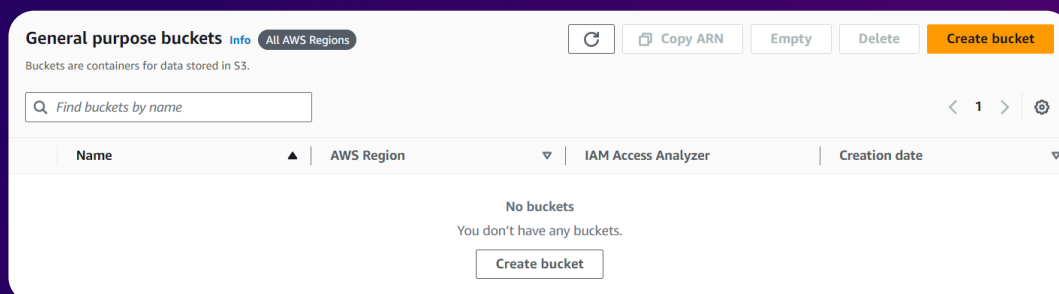 General purpose buckets Info All AWS Regions
Copy ARN Empty Delete Create bucket
Buckets are containers for data stored in S3.
Find buckets by name
1
Name AWS Region IAM Access Analyzer Creation date
No buckets
You don't have any buckets.
Create bucket